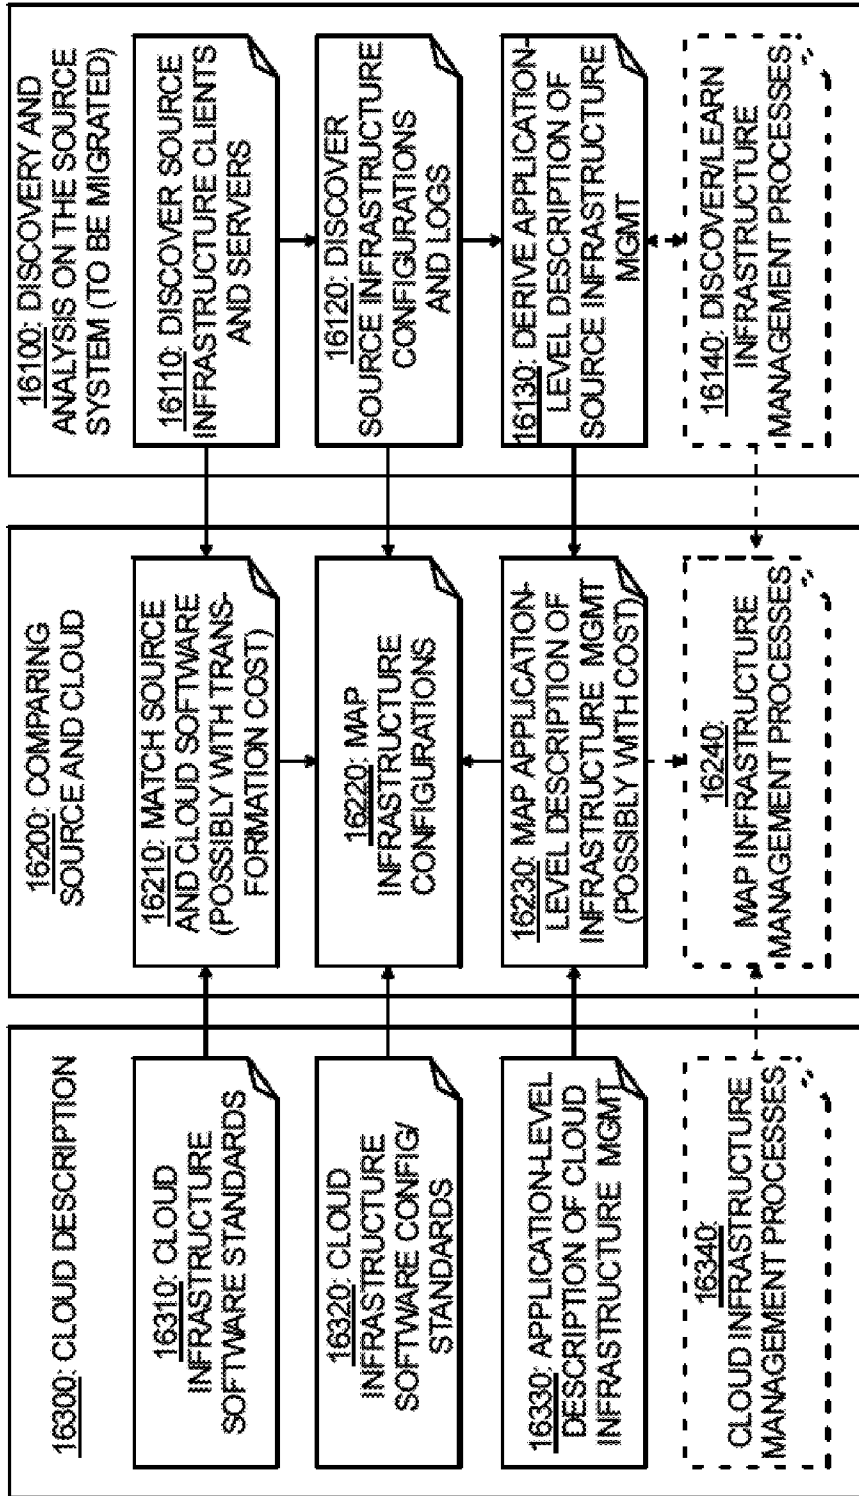 16300: CLOUD DESCRIPTION
16310: CLOUD
INFRASTRUCTURE
SOFTWARE STANDARDS
16320: CLOUD
INFRASTRUCTURE
SOFTWARE CONFIG/
STANDARDS
16330: APPLICATION-LEVEL
DESCRIPTION OF CLOUD
INFRASTRUCTURE MGMT
16340:
CLOUD INFRASTRUCTURE
MANAGEMENT PROCESSES
16200: COMPARING
SOURCE AND CLOUD
16210: MATCH SOURCE
AND CLOUD SOFTWARE
(POSSIBLY WITH TRANS-
FORMATION COST)
16220: MAP
INFRASTRUCTURE
CONFIGURATIONS
16230: MAP APPLICATION-
LEVEL DESCRIPTION OF
INFRASTRUCTURE MGMT
(POSSIBLY WITH COST)
16240:
MAP INFRASTRUCTURE
MANAGEMENT PROCESSES
16100: DISCOVERY AND
ANALYSIS ON THE SOURCE
SYSTEM (TO BE MIGRATED)
16110: DISCOVER SOURCE
INFRASTRUCTURE CLIENTS
AND SERVERS
16120: DISCOVER
SOURCE INFRASTRUCTURE
CONFIGURATIONS
AND LOGS
16130: DERIVE APPLICATION-
LEVEL DESCRIPTION OF
SOURCE INFRASTRUCTURE
MGMT
16140: DISCOVER/LEARN
INFRASTRUCTURE
MANAGEMENT PROCESSES